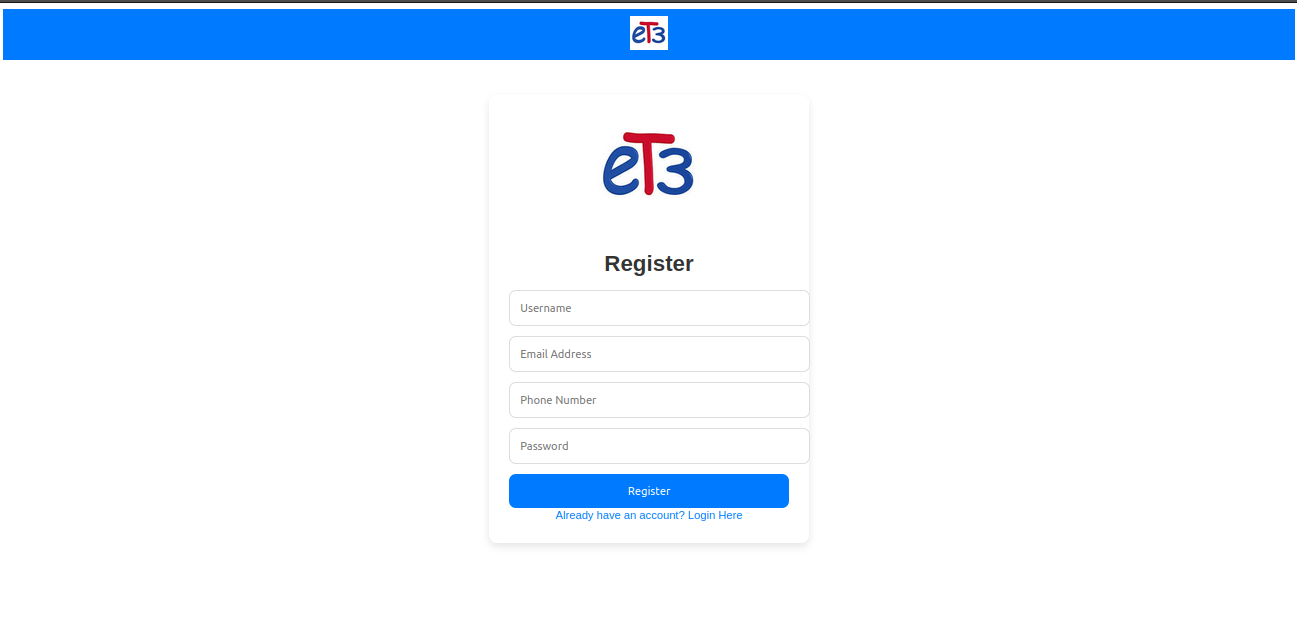 eT3
eT3
Register
Username
Email Address
Phone Number
Password
Register
Already have an account? Login Here